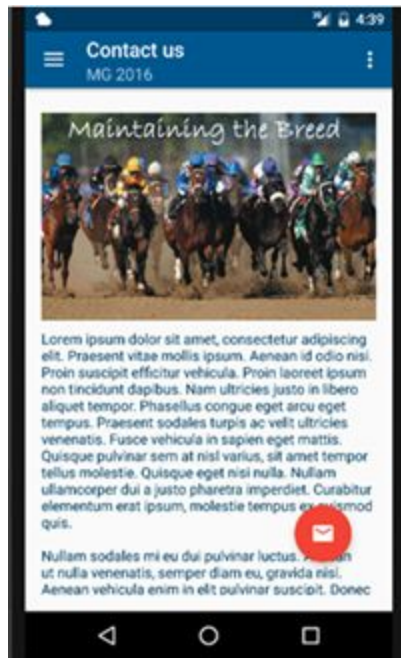 4:39
Contact us
MG 2016
Maintaining the Breed
Lorem ipsum dolor sit amet, consectetur adipiscing
elit. Praesent vitae mollis ipsum. Aenean id odio nisi.
Proin suscipit efficitur vehicula. Proin laoreet ipsum
non tincidunt dapibus. Nam ultricies justo in libero
aliquet tempor. Phasellus congue eget arcu eget
tempus. Praesent sodales turpis ac velit ultricies
venenatis. Fusce vehicula in sapien eget mattis.
Quisque pulvinar sem at nisl varius, sit amet tempor
tellus molestie. Quisque eget nisi nulla. Nullam
ullamcorper dui a justo pharetra imperdiet. Curabitur
elementum erat ipsum, molestie tempus
quis.
Nullam sodales mi eu dui pulvinar luctus.
ut nulla venenatis, semper diam eu, gravida nisl.
Aenean vehicula enim in elit pulvinar suscipit. Donec